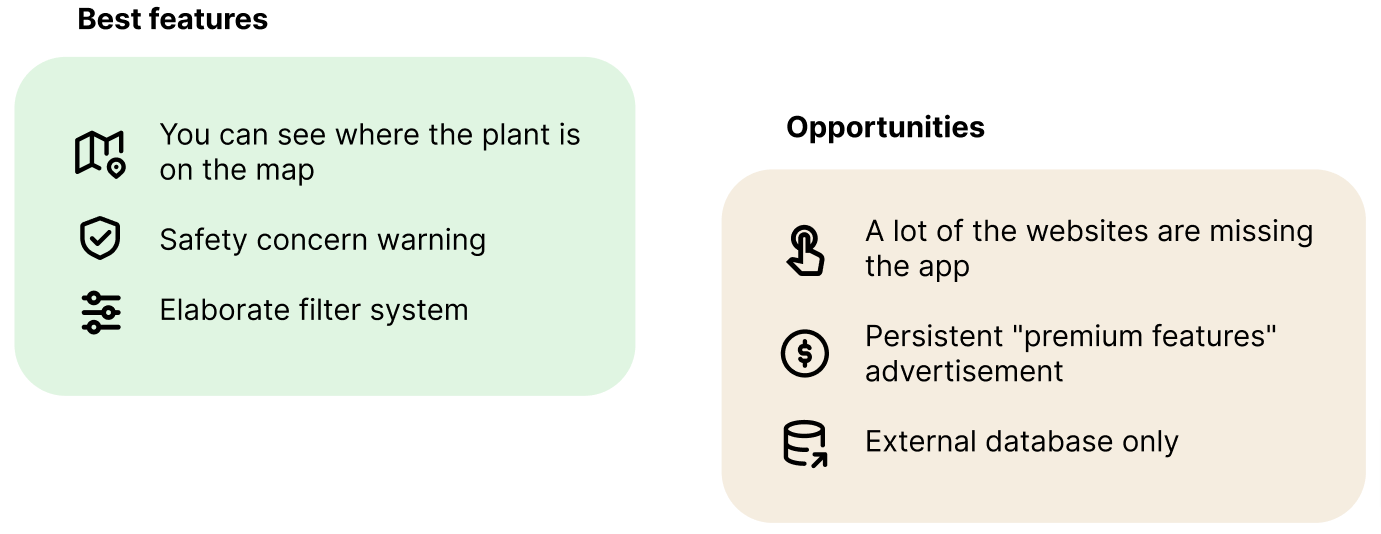 Best features
You can see where the plant is
on the map
Safety concern warning
Elaborate filter system
Opportunities
A lot of the websites are missing
the app
Persistent "premium features"
advertisement
External database only